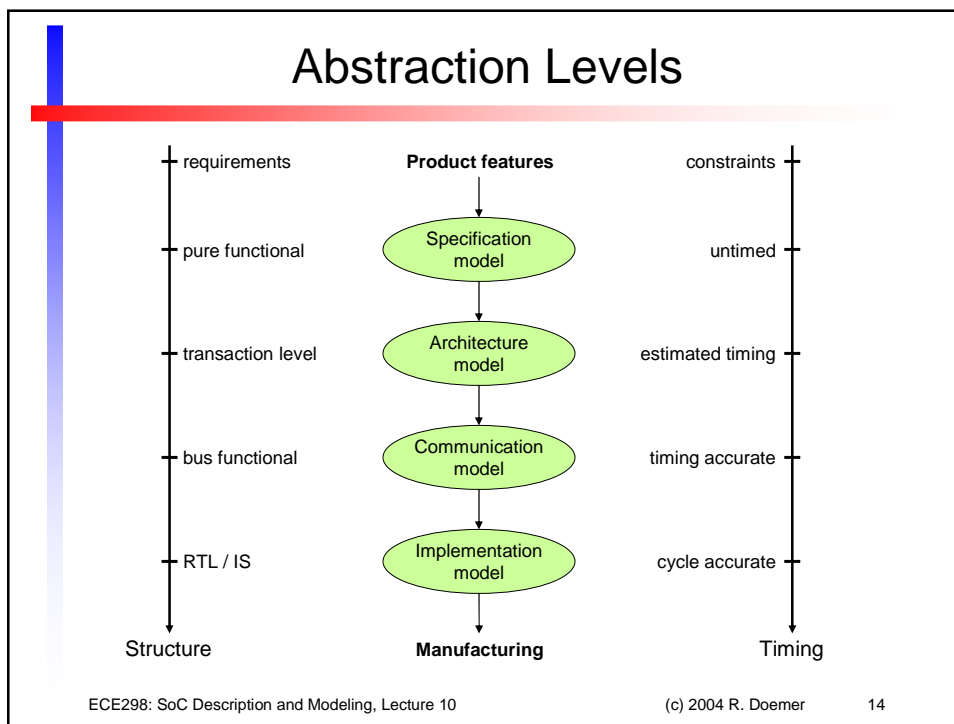 Abstraction Levels
requirements
Product features
constraints
pure functional
Specification
model
untimed
transaction level
Architecture
model
estimated timing
bus functional
Communication
model
timing accurate
RTL / IS
Implementation
model
cycle accurate
Structure
Manufacturing
Timing
ECE298: SoC Description and Modeling, Lecture 10
(c) 2004 R. Doemer
14